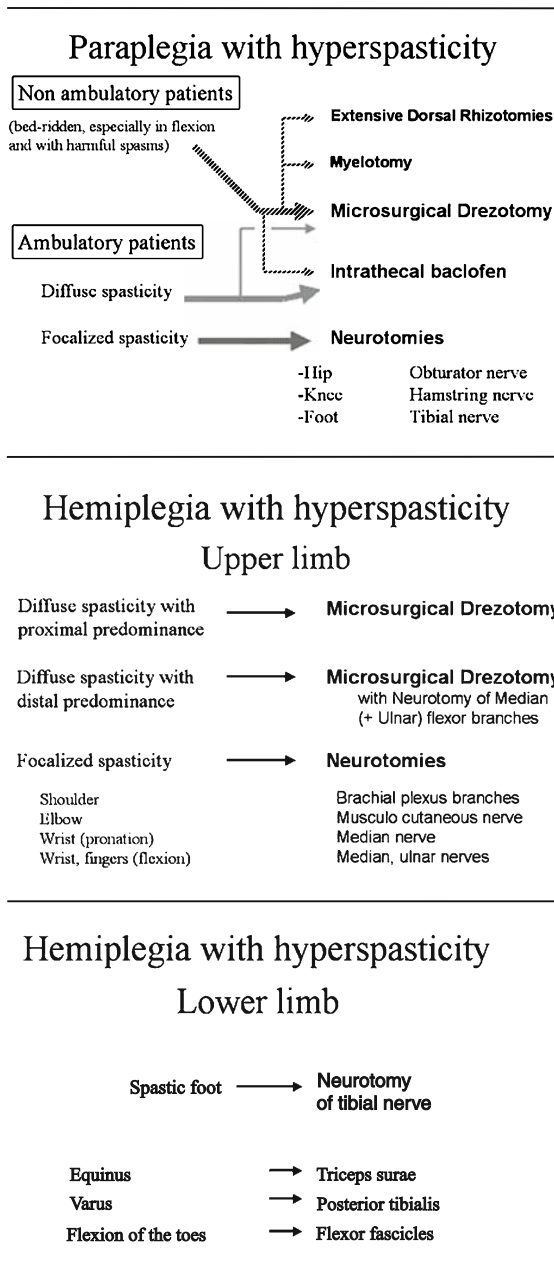 Paraplegia with hyperspasticity
Non ambulatory patients
(bed-ridden, especially in flexion
and with harmful spasms)
Extensive Dorsal Rhizotomies
Myelotomy
Microsurgical Drezotomy
Ambulatory patients
Intrathecal baclofen
Diffuse spasticity
Focalized spasticity Neurotomies
-Hip Obturator nerve
-Knee Hamstring nerve
-Foot Tibial nerve
Hemiplegia with hyperspasticity
Upper limb
Diffuse spasticity with Microsurgical Drezotomy
proximal predominance
Diffuse spasticity with Microsurgical Drezotomy
distal predominance with Neurotomy of Median
(+ Ulnar) flexor branches
Focalized spasticity Neurotomies
Shoulder Brachial plexus branches
Elbow Musculo cutaneous nerve
Wrist (pronation) Median nerve
Wrist, fingers (flexion) Median, ulnar nerves
Hemiplegia with hyperspasticity
Lower limb
Spastic foot Neurotomy
of tibial nerve
Equinus Triceps surae
Varus Posterior tibialis
Flexion of the toes Flexor fascicles